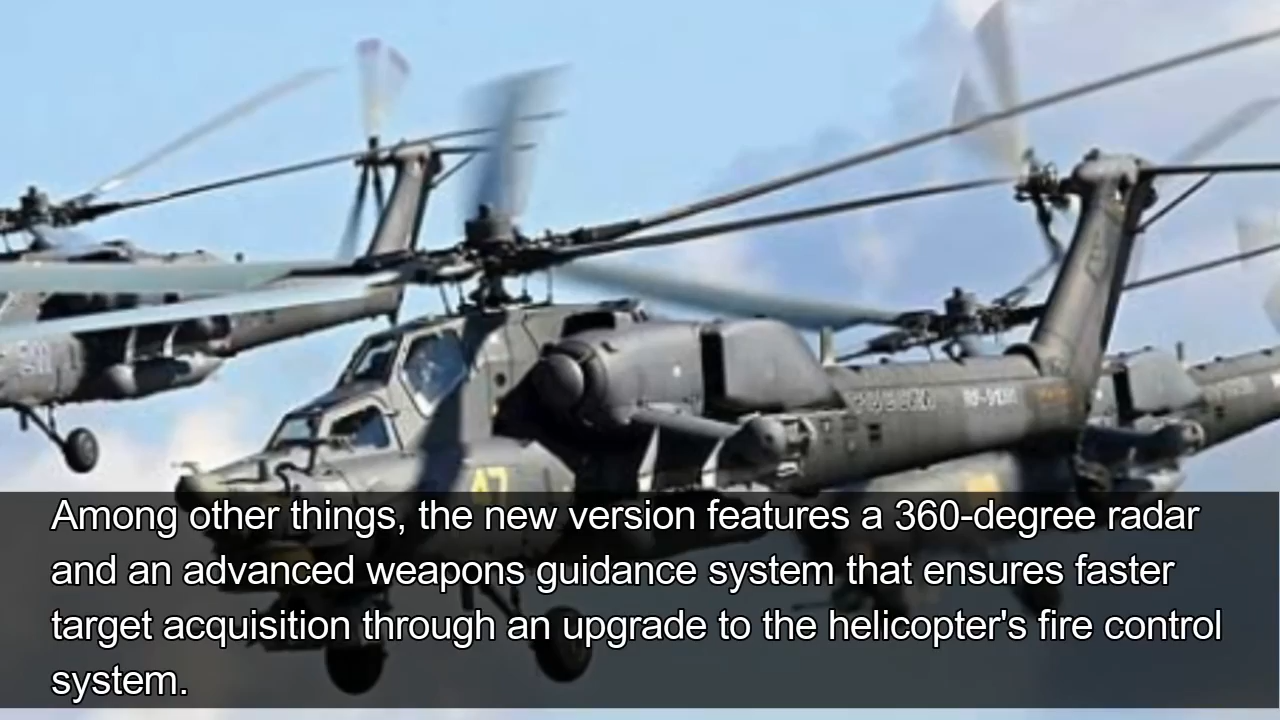 47
Among other things, the new version features a 360-degree radar
and an advanced weapons guidance system that ensures faster
target acquisition through an upgrade to the helicopter's fire control
system.